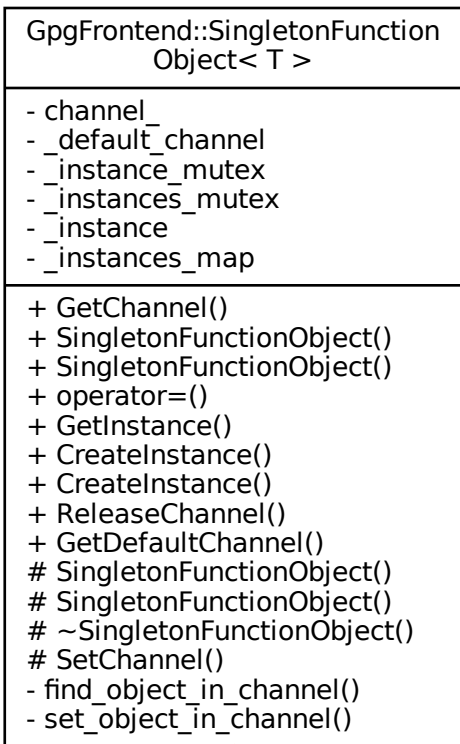 GpgFrontend::SingletonFunction
Object< T >
- channel_
- _default_channel
- _instance_mutex
- _instances_mutex
- _instance
- _instances_map
+ GetChannel()
+ SingletonFunctionObject()
+ SingletonFunctionObject()
+ operator=()
+ GetInstance()
+ CreateInstance()
+ CreateInstance()
+ ReleaseChannel()
+ GetDefaultChannel()
# SingletonFunctionObject()
# SingletonFunctionObject()
# ~SingletonFunctionObject()
# SetChannel()
- find_object_in_channel()
- set_object_in_channel()